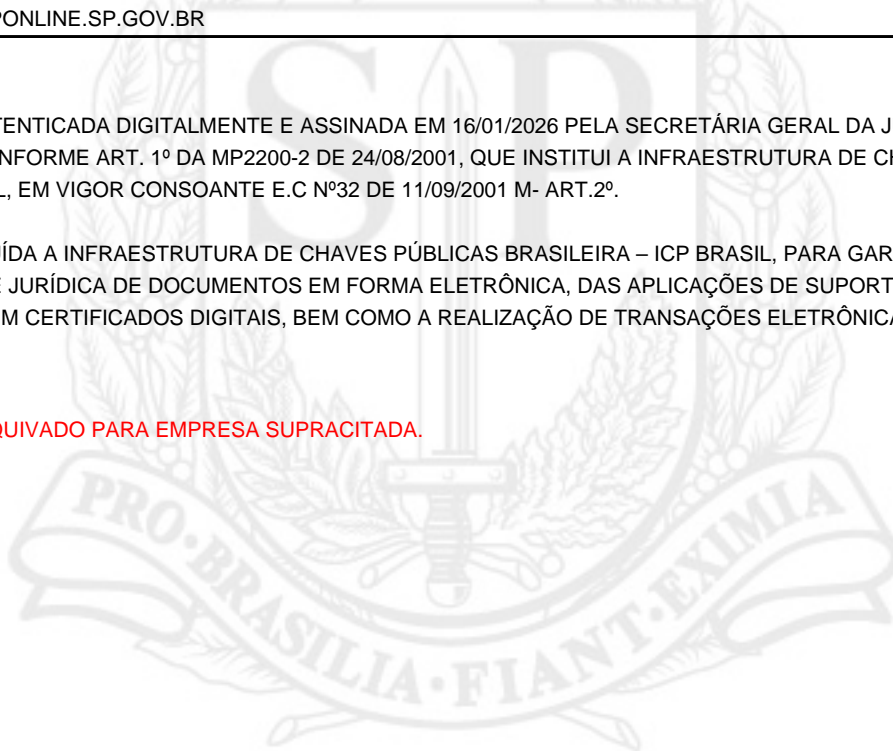 PONLINE.SP.GOV.BR
TENTICADA DIGITALMENTE E ASSINADA EM 16/01/2026 PELA SECRETÁRIA GERAL DA J
NFORME ART. 1º DA MP2200-2 DE 24/08/2001, QUE INSTITUI A INFRAESTRUTURA DE CH
L, EM VIGOR CONSOANTE E.C Nº32 DE 11/09/2001 M- ART.2º.
ÍDA A INFRAESTRUTURA DE CHAVES PÚBLICAS BRASILEIRA – ICP BRASIL, PARA GAR
E JURÍDICA DE DOCUMENTOS EM FORMA ELETRÔNICA, DAS APLICAÇÕES DE SUPORT
M CERTIFICADOS DIGITAIS, BEM COMO A REALIZAÇÃO DE TRANSAÇÕES ELETRÔNICA
QUIVADO PARA EMPRESA SUPRACITADA.
SP
PRO·BRASILIA·FIANT·EXIMIA